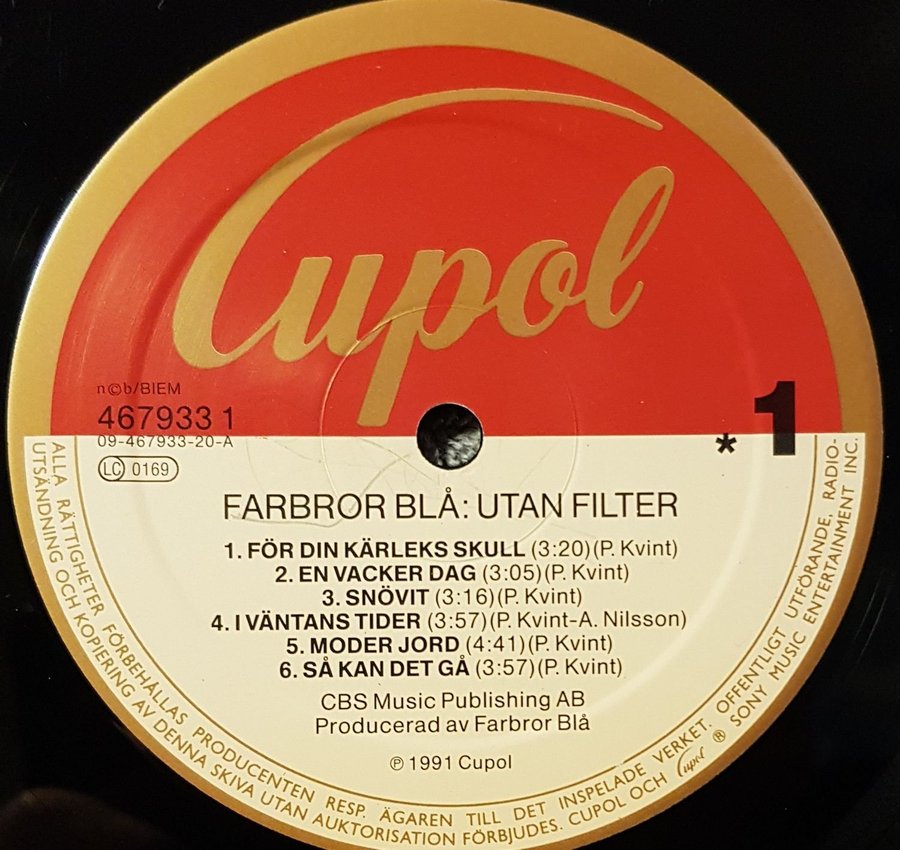 Cupol
n©b/BIEM
467933 1
09-467933-20-A
LC 0169
* 1
FARBROR BLÅ: UTAN FILTER
1. FÖR DIN KÄRLEKS SKULL (3:20)(P. Kvint)
2. EN VACKER DAG (3:05)(P. Kvint)
3. SNÖVIT (3:16)(P. Kvint)
4. I VÄNTANS TIDER (3:57)(P. Kvint-A. Nilsson)
5. MODER JORD (4:41)(P. Kvint)
6. SÅ KAN DET GÅ (3:57)(P. Kvint)
CBS Music Publishing AB
Producerad av Farbror Blå
℗ 1991 Cupol
ALLA RÄTTIGHETER FÖRBEHÅLLAS PRODUCENTEN RESP. ÄGAREN TILL DET INSPELADE VERKET. OFFENTLIGT UTFÖRANDE, RADIO-
UTSÄNDNING OCH KOPIERING AV DENNA SKIVA UTAN AUKTORISATION FÖRBJUDES. CUPOL OCH Cupol ® SONY MUSIC ENTERTAINMENT INC.